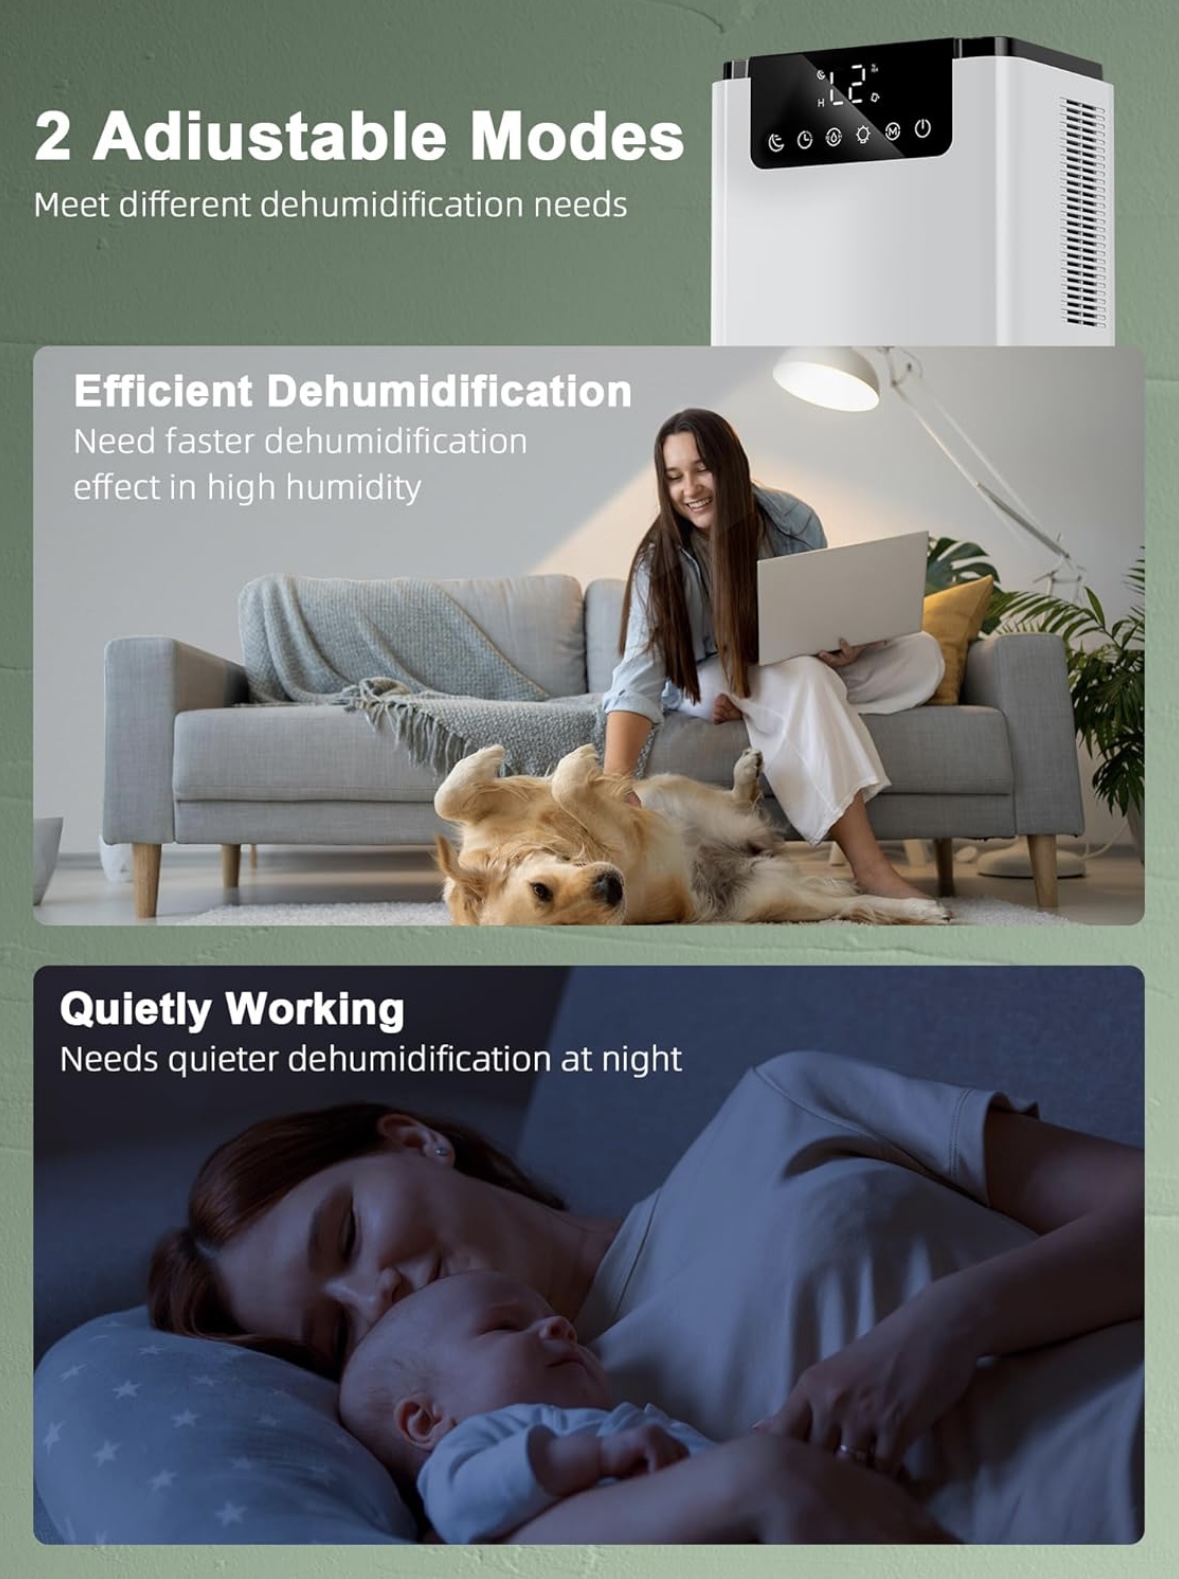 2 Adiustable Modes
Meet different dehumidification needs
L2
H
M
Efficient Dehumidification
Need faster dehumidification
effect in high humidity
Quietly Working
Needs quieter dehumidification at night